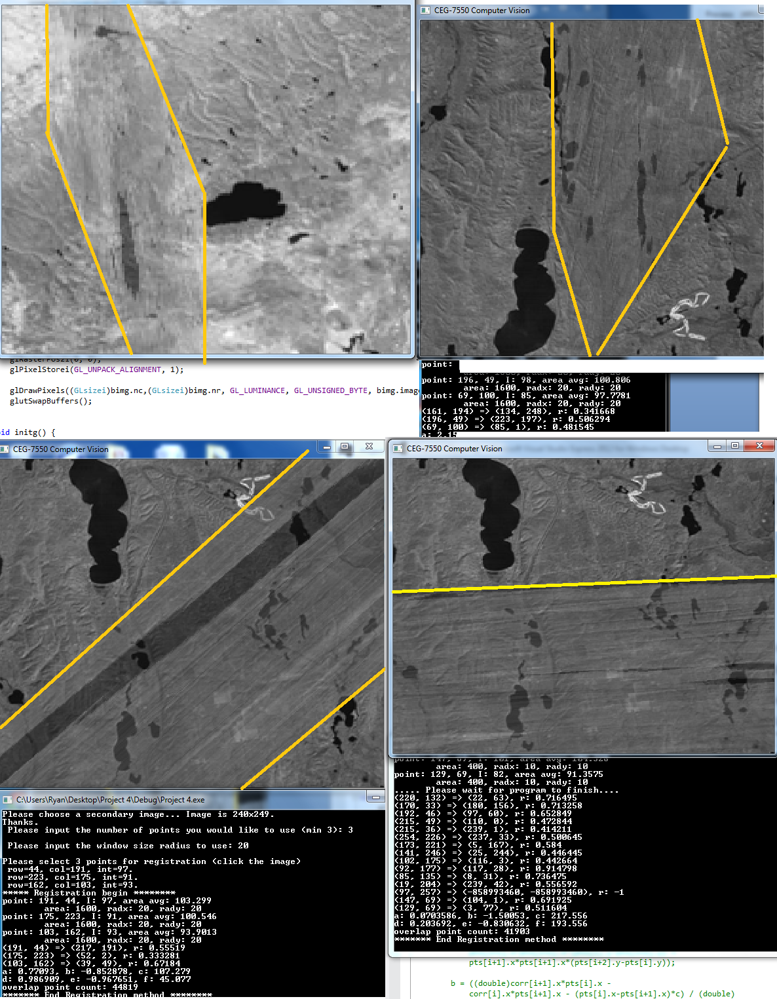 CEG-7550 Computer Vision
glRasterPos2i(0, 0);
glPixelStorei(GL_UNPACK_ALIGNMENT, 1);
glDrawPixels((GLsizei)bimg.nc,(GLsizei)bimg.nr, GL_LUMINANCE, GL_UNSIGNED_BYTE, bimg.image
glutSwapBuffers();
oid initg() {
point:
point: 196, 49, I: 98, area avg: 100.806
area: 1600, radx: 20, rady: 20
point: 69, 100, I: 85, area avg: 97.7781
area: 1600, radx: 20, rady: 20
(161, 194) => (134, 248), r: 0.341668
(196, 49) => (223, 197), r: 0.506294
(69, 100) => (85, 1), r: 0.481545
a: 2.15
CEG-7550 Computer Vision
CEG-7550 Computer Vision
C:\Users\Ryan\Desktop\Project 4\Debug\Project 4.exe
Please choose a secondary image... Image is 240x249.
Thanks.
Please input the number of points you would like to use (min 3): 3
Please input the window size radius to use: 20
Please select 3 points for registration (click the image)
row=44, col=191, int=97.
row=223, col=175, int=91.
row=162, col=103, int=93.
***** Registration begin ********
point: 191, 44, I: 97, area avg: 103.299
area: 1600, radx: 20, rady: 20
point: 175, 223, I: 91, area avg: 100.546
area: 1600, radx: 20, rady: 20
point: 103, 162, I: 93, area avg: 93.9013
area: 1600, radx: 20, rady: 20
(191, 44) => (217, 191), r: 0.55519
(175, 223) => (52, 2), r: 0.333281
(103, 162) => (39, 49), r: 0.67184
a: 0.77093, b: -0.852878, c: 107.279
d: 0.986909, e: -0.967651, f: 45.077
overlap point count: 44819
******* End Registration method ********
point: 147, 69, I: 101, area avg: 104.328
area: 400, radx: 10, rady: 10
point: 129, 69, I: 82, area avg: 91.3575
area: 400, radx: 10, rady: 10
..... Please wait for program to finish....
(220, 132) => (22, 63), r: 0.716495
(170, 33) => (180, 156), r: 0.713258
(192, 46) => (97, 60), r: 0.652849
(215, 49) => (110, 0), r: 0.472844
(215, 36) => (239, 1), r: 0.414211
(254, 226) => (237, 33), r: 0.500645
(173, 221) => (5, 167), r: 0.584
(141, 246) => (25, 244), r: 0.446445
(102, 175) => (116, 3), r: 0.442664
(92, 177) => (117, 28), r: 0.914798
(85, 135) => (8, 31), r: 0.736475
(19, 204) => (239, 42), r: 0.556592
(97, 257) => (-858993460, -858993460), r: -1
(147, 69) => (104, 1), r: 0.691925
(129, 69) => (3, 77), r: 0.511604
a: 0.0703586, b: -1.50053, c: 217.556
d: 0.203692, e: -0.830632, f: 193.556
overlap point count: 41903
******* End Registration method ********
pts[i+1].x*pts[i+1].x*(pts[i+2].y-pts[i].y));
b = ((double)corr[i+1].x*pts[i].x -
corr[i].x*pts[i+1].x - (pts[i].x-pts[i+1].x)*c) / (double)